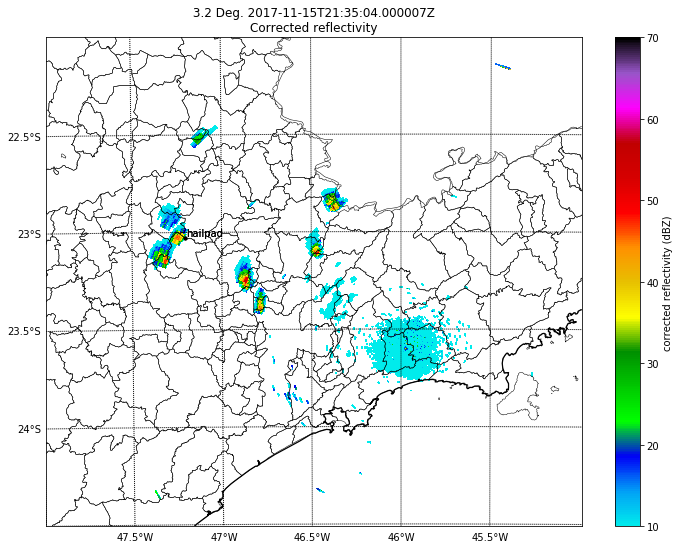 3.2 Deg. 2017-11-15T21:35:04.000007Z
Corrected reflectivity
22.5°S
23°S
23.5°S
24°S
47.5°W
47°W
46.5°W
46°W
45.5°W
hailpad
70
60
50
40
30
20
10
corrected reflectivity (dBZ)